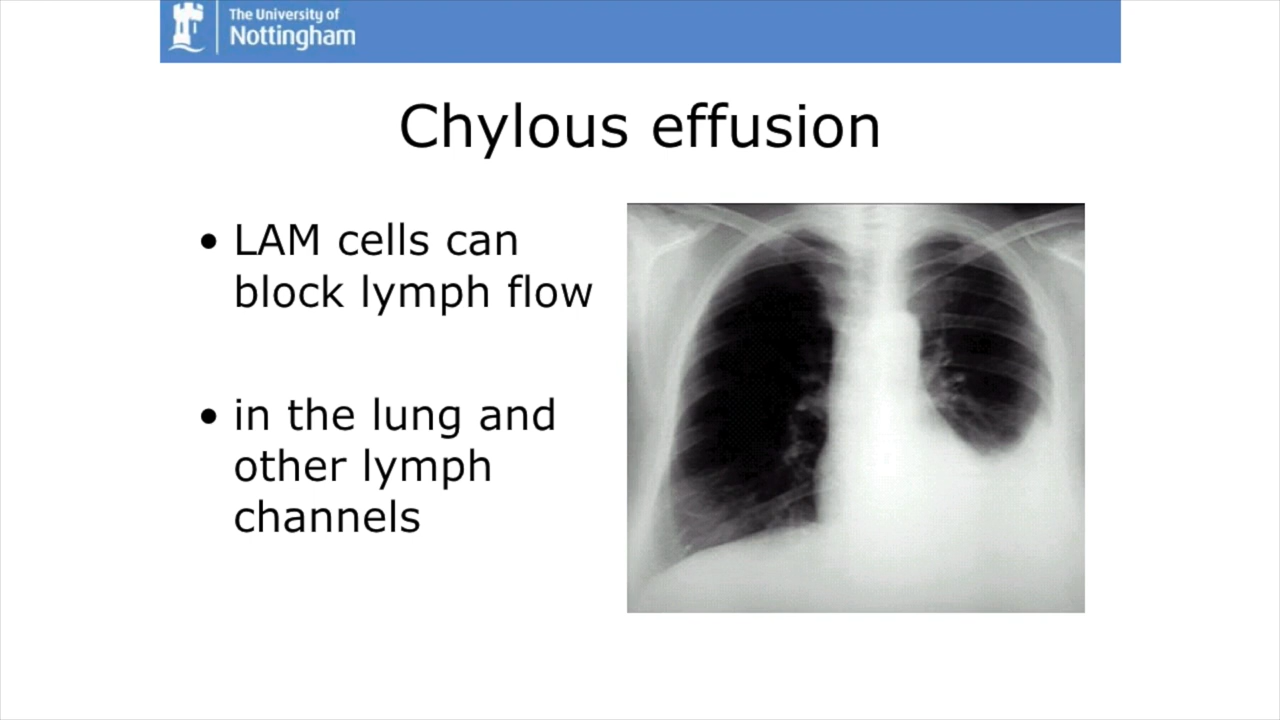 The University of
Nottingham
Chylous effusion
• LAM cells can
block lymph flow
• in the lung and
other lymph
channels